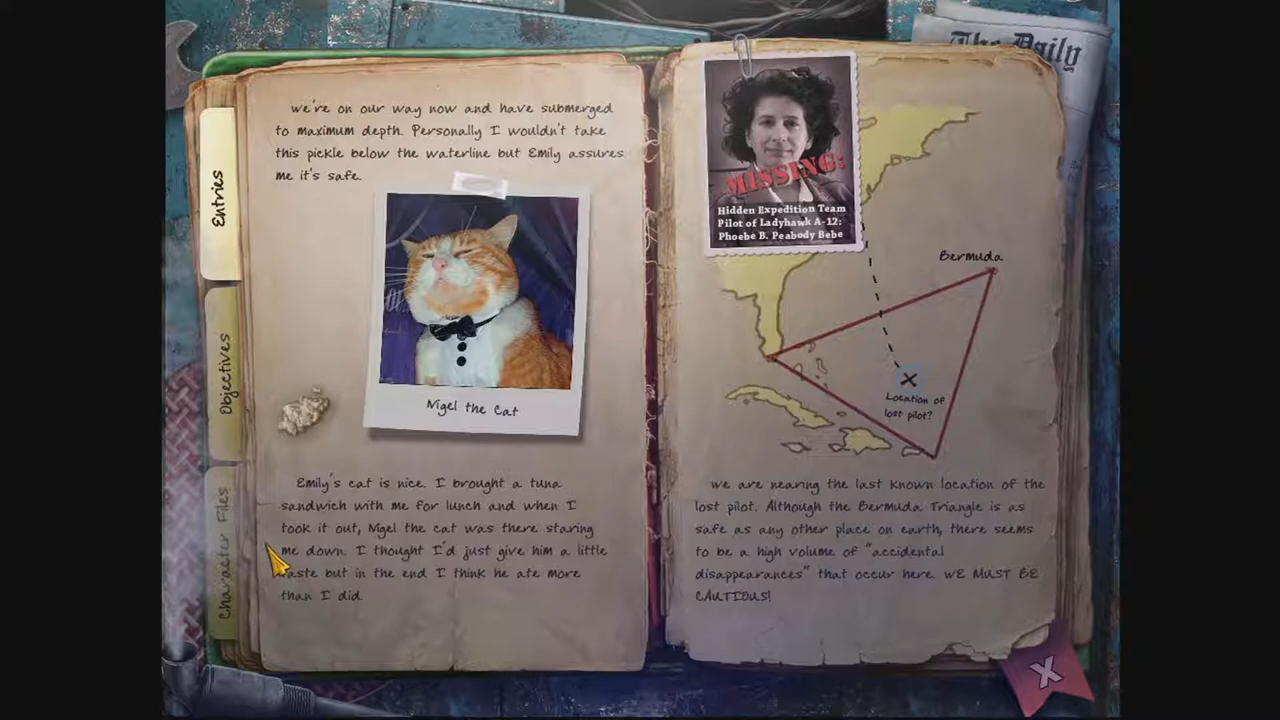 The Daily
Entries
Objectives
Character Files
we're on our way now and have submerged
to maximum depth. Personally I wouldn't take
this pickle below the waterline but Emily assures
me it's safe.
Nigel the Cat
Emily's cat is nice. I brought a tuna
sandwich with me for lunch and when I
took it out, Nigel the cat was there staring
me down. I thought I'd just give him a little
taste but in the end I think he ate more
than I did.
MISSING:
Hidden Expedition Team
Pilot of Ladyhawk A-12:
Phoebe B. Peabody Bebe
Bermuda
Location of
lost pilot?
we are nearing the last known location of the
lost pilot. Although the Bermuda Triangle is as
safe as any other place on earth, there seems
to be a high volume of "accidental
disappearances" that occur here. WE MUST BE
CAUTIOUS!
X